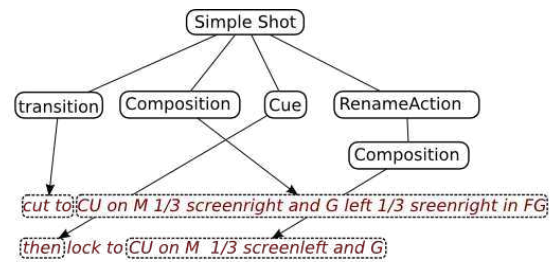 Simple Shot
transition Composition Cue RenameAction
Composition
cut to CU on M 1/3 screenright and G left 1/3 sreenright in FG
then lock to CU on M 1/3 screenleft and G